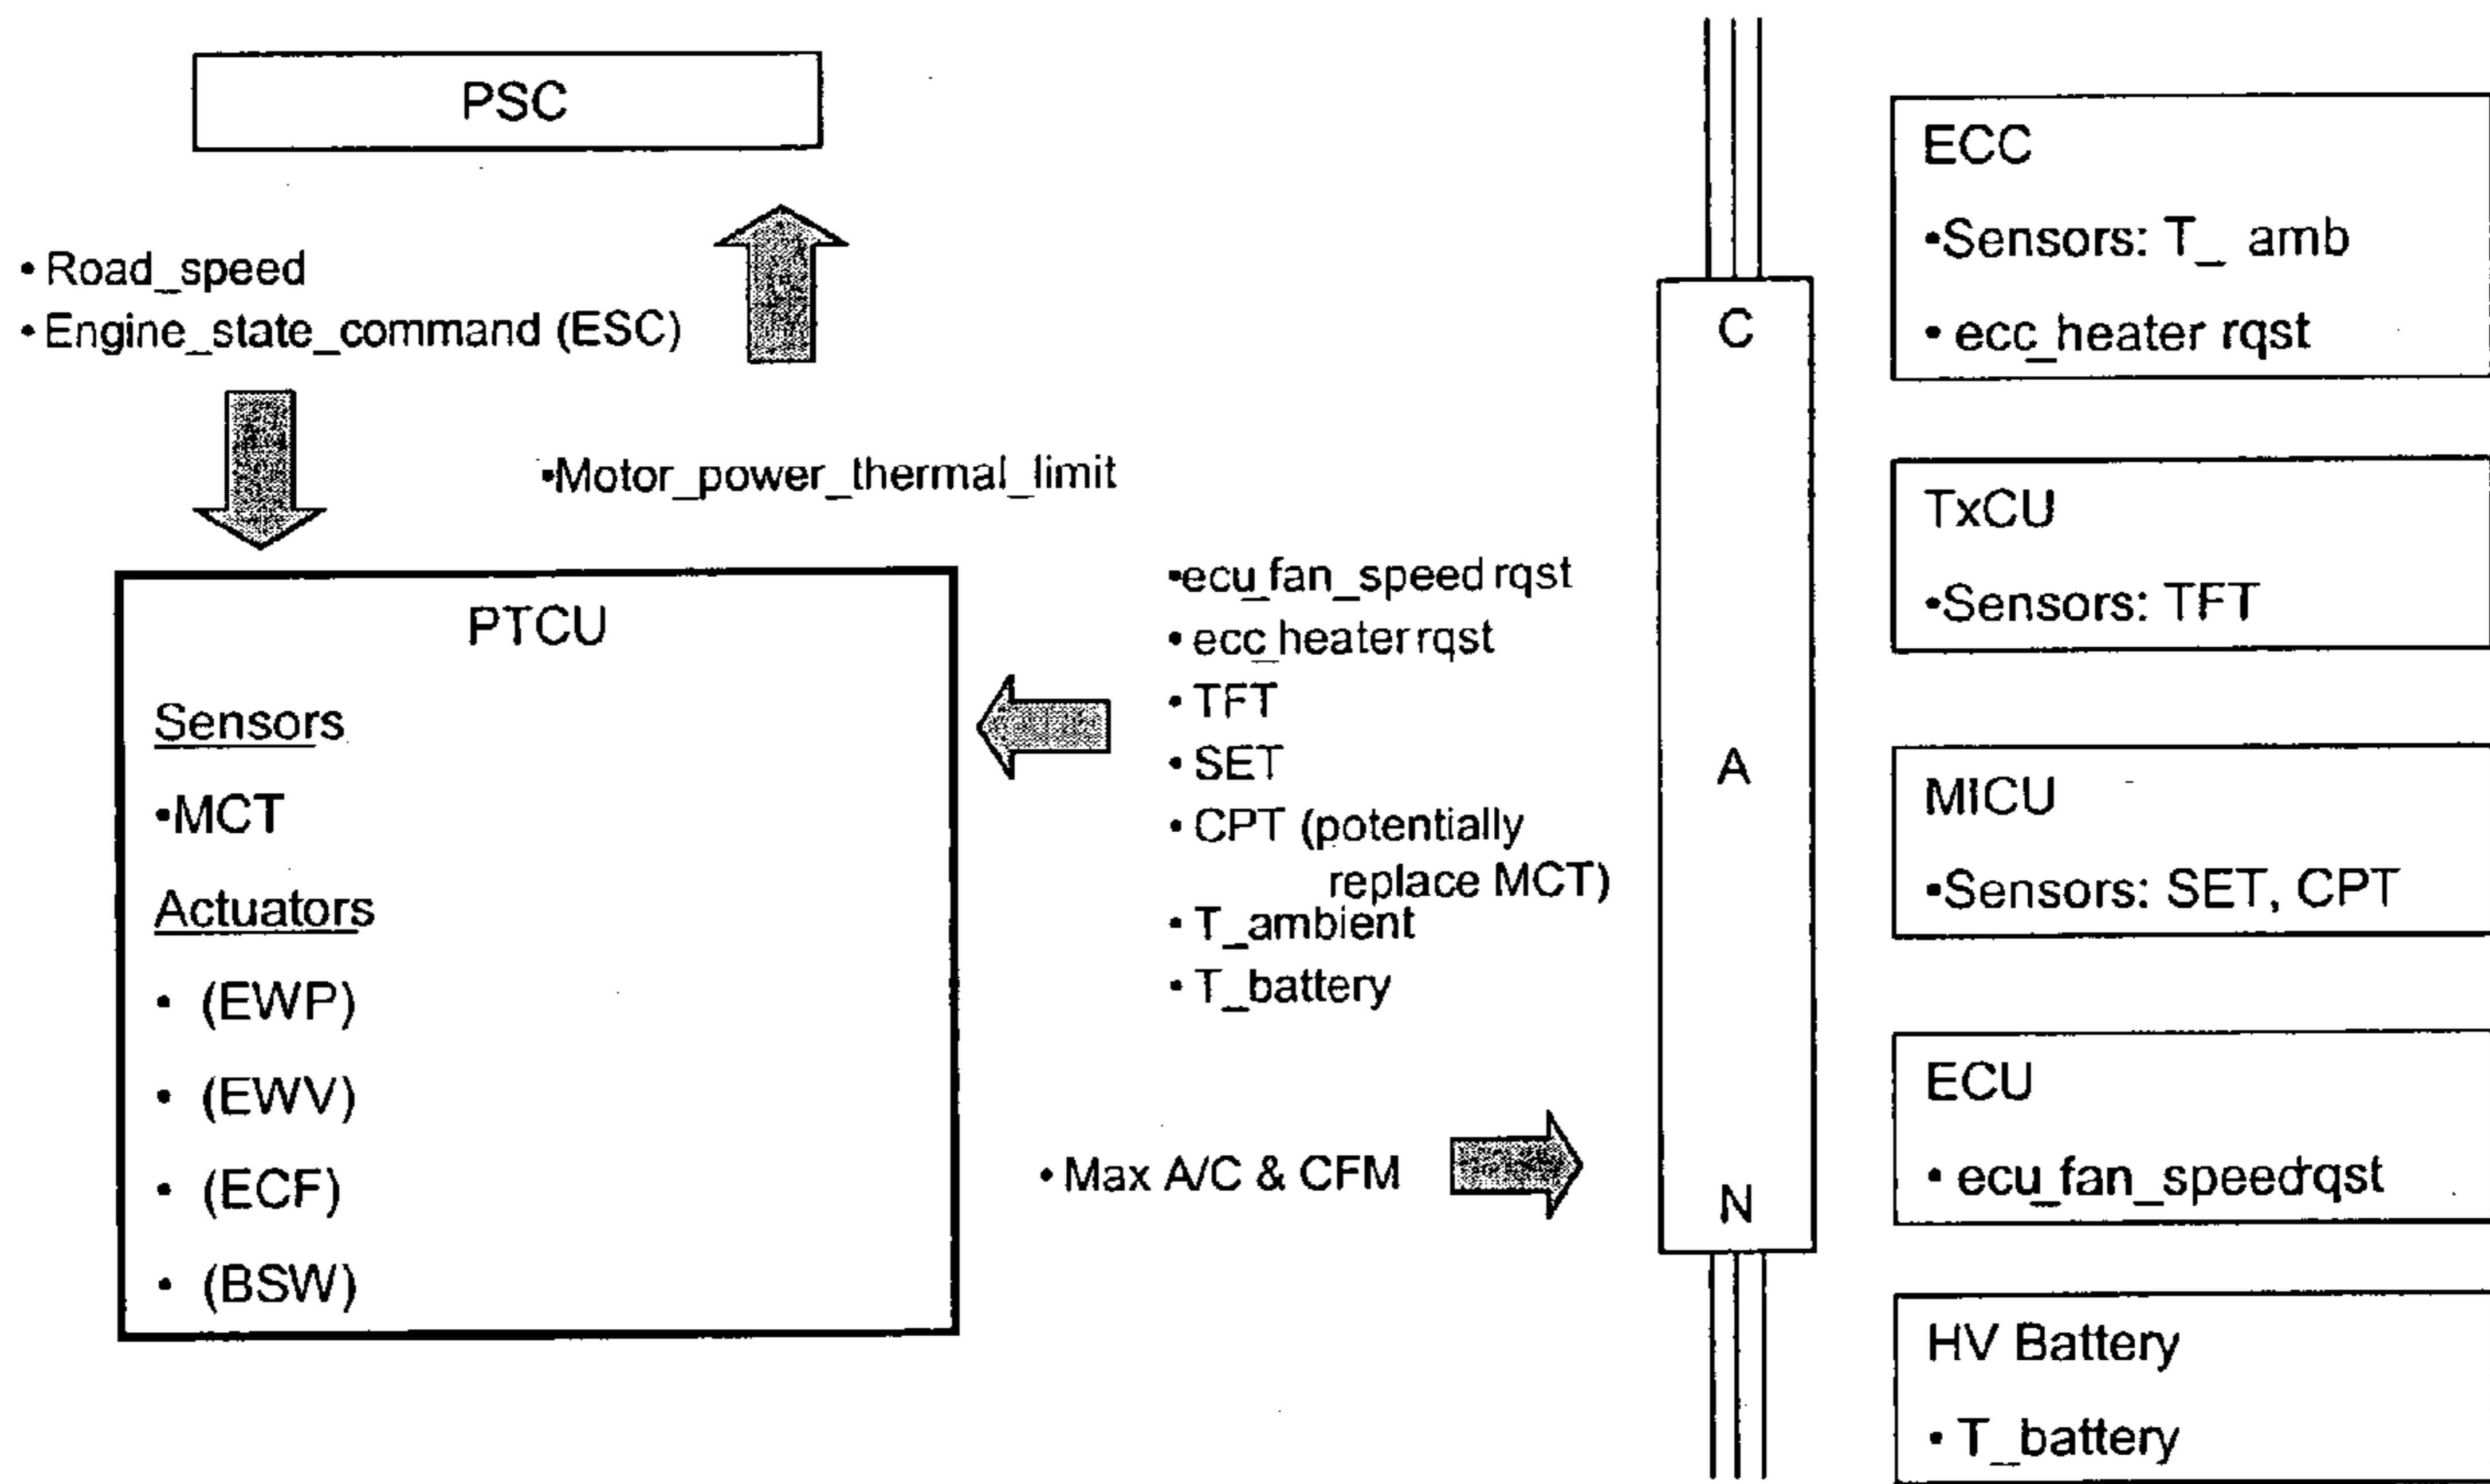 PSC
• Road_speed
• Engine_state_command (ESC)
•Motor_power_thermal_limit
PTCU
Sensors
•MCT
Actuators
• (EWP)
• (EWV)
• (ECF)
• (BSW)
•ecu_fan_speed rqst
• ecc_heater rqst
• TFT
• SET
• CPT (potentially
replace MCT)
• T_ambient
• T_battery
• Max A/C & CFM
C
A
N
ECC
•Sensors: T_ amb
• ecc_heater rqst
TxCU
•Sensors: TFT
MICU
•Sensors: SET, CPT
ECU
• ecu_fan_speedrqst
HV Battery
• T_battery